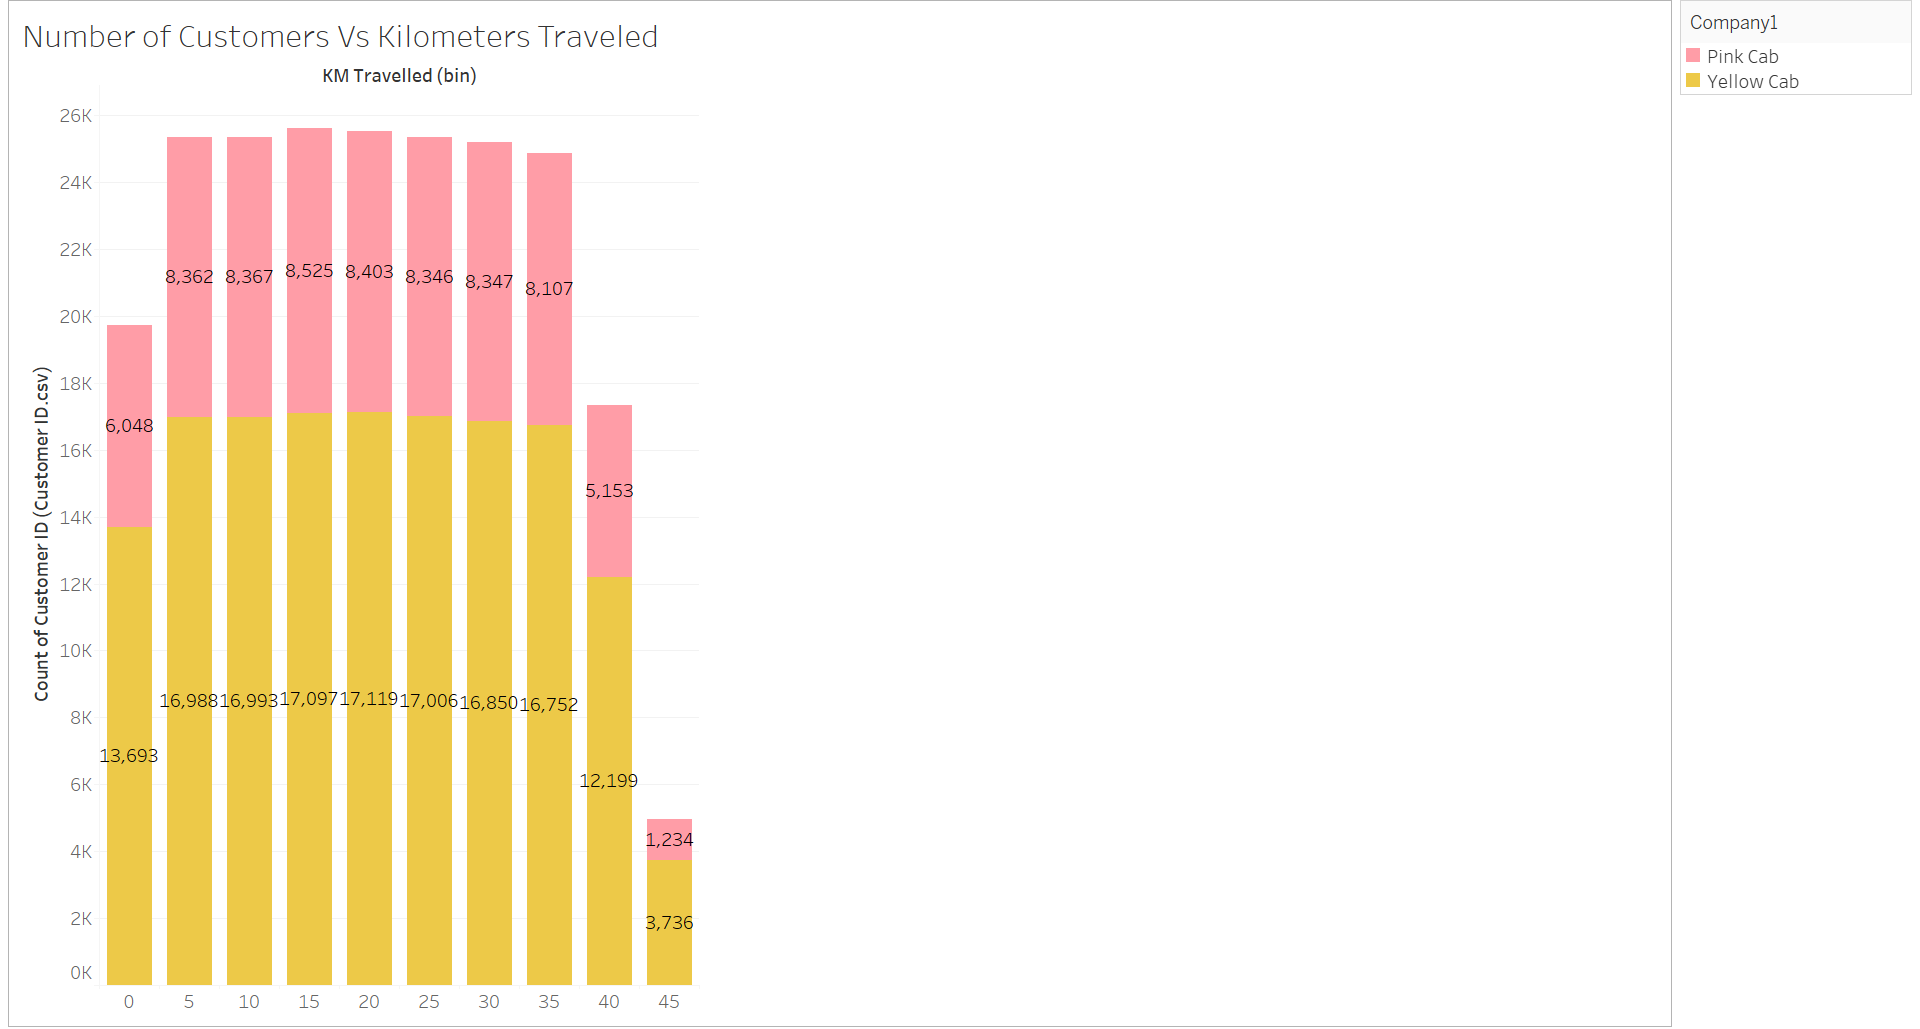 Number of Customers Vs Kilometers Traveled
KM Travelled (bin)
Company1
Pink Cab
Yellow Cab
Count of Customer ID (Customer ID.csv)
26K
24K
22K
20K
18K
16K
14K
12K
10K
8K
6K
4K
2K
0K
8,362 8,367 8,525 8,403 8,346 8,347 8,107
6,048
5,153
16,988 16,993 17,097 17,119 17,006 16,850 16,752
13,693
12,199
1,234
3,736
0 5 10 15 20 25 30 35 40 45